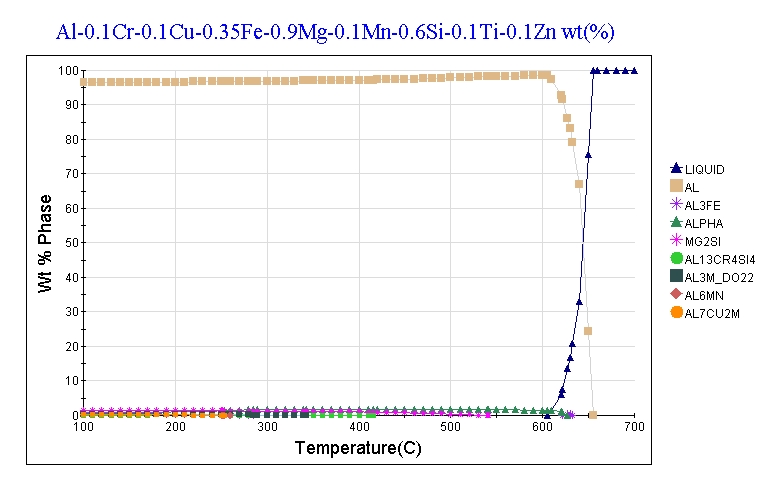 Al-0.1Cr-0.1Cu-0.35Fe-0.9Mg-0.1Mn-0.6Si-0.1Ti-0.1Zn wt(%)
100
90
80
70
60
50
40
30
20
10
0
Wt % Phase
100 200 300 400 500 600 700
Temperature(C)
LIQUID
AL
AL3FE
ALPHA
MG2SI
AL13CR4SI4
AL3M_DO22
AL6MN
AL7CU2M